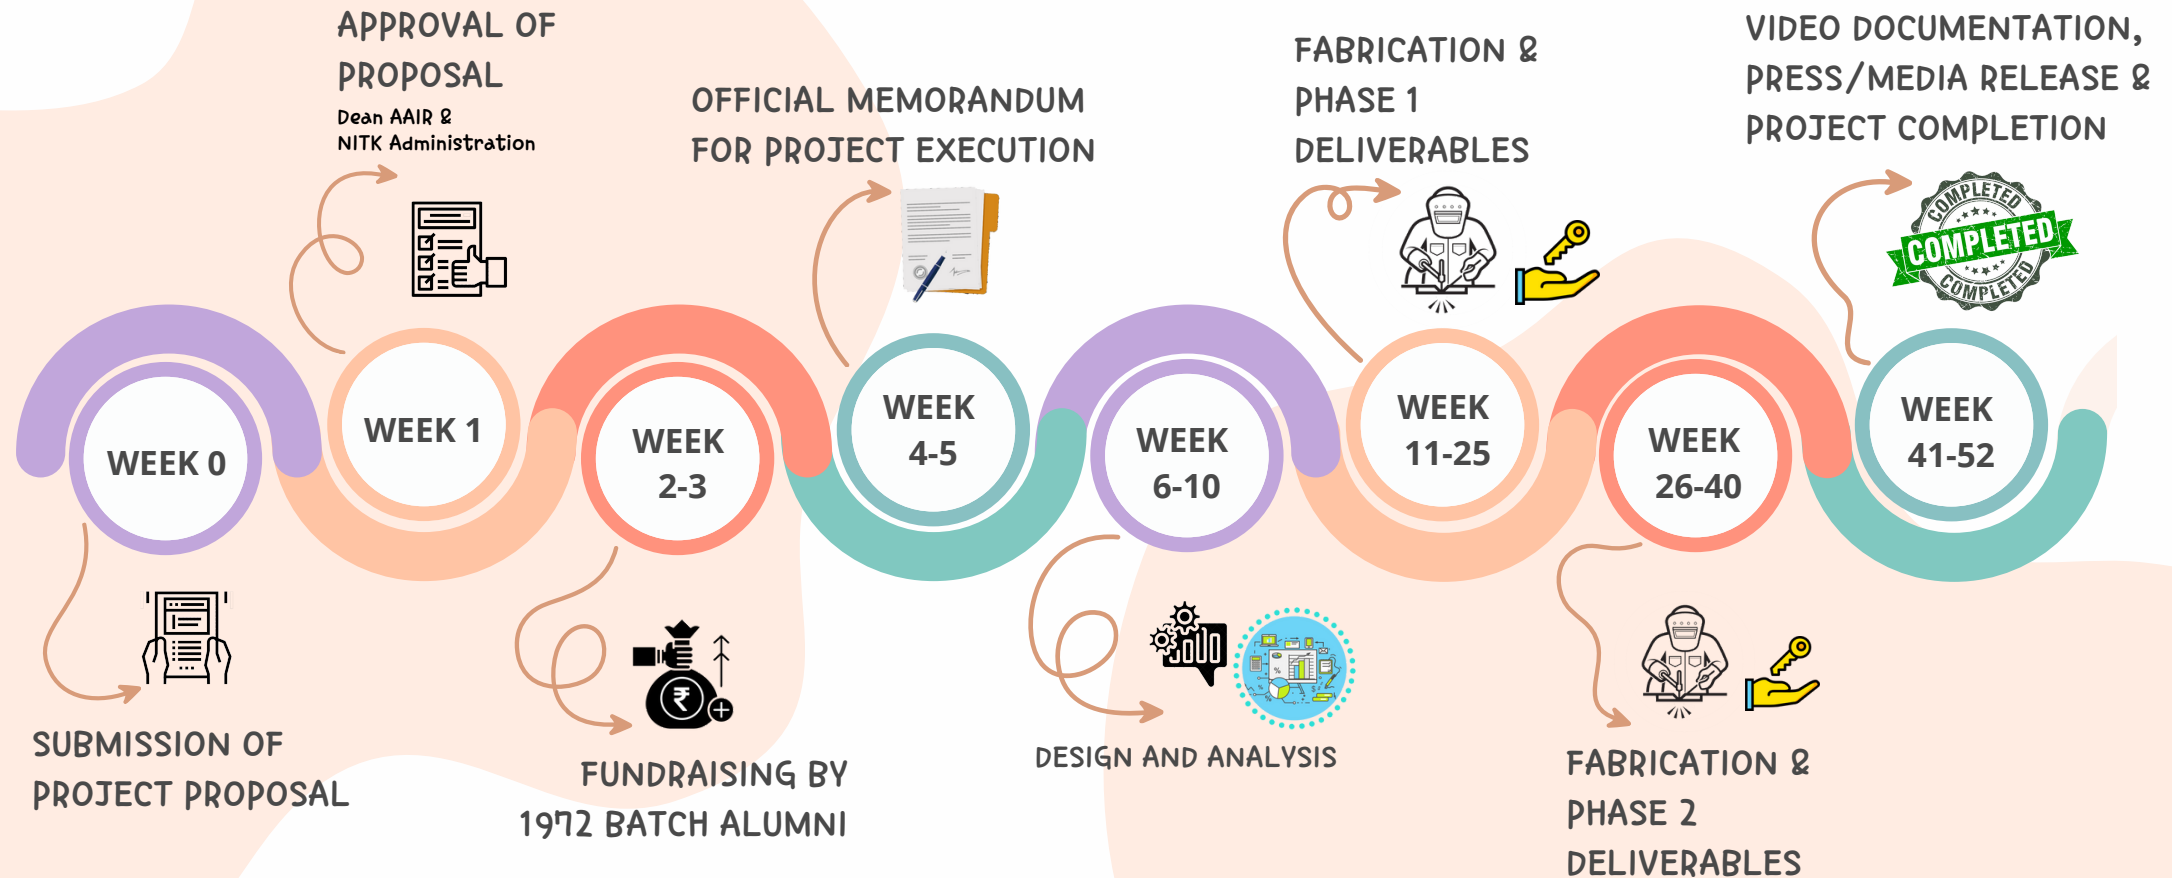 WEEK 0
SUBMISSION OF
PROJECT PROPOSAL
APPROVAL OF
PROPOSAL
Dean AAIR &
NITK Administration
WEEK 1
WEEK
2-3
FUNDRAISING BY
1972 BATCH ALUMNI
OFFICIAL MEMORANDUM
FOR PROJECT EXECUTION
WEEK
4-5
WEEK
6-10
DESIGN AND ANALYSIS
FABRICATION &
PHASE 1
DELIVERABLES
WEEK
11-25
WEEK
26-40
FABRICATION &
PHASE 2
DELIVERABLES
VIDEO DOCUMENTATION,
PRESS/MEDIA RELEASE &
PROJECT COMPLETION
COMPLETED
COMPLETED
COMPLETED
WEEK
41-52